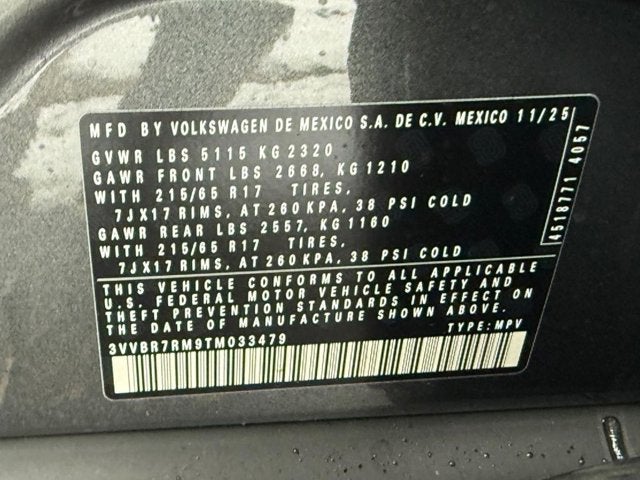 MFD BY VOLKSWAGEN DE MEXICO S.A. DE C.V. MEXICO 11/25
GVWR LBS 5115 KG 2320
GAWR FRONT LBS 2668, KG 1210
WITH 215/65 R17 TIRES,
7JX17 RIMS, AT 260 KPA, 38 PSI COLD
GAWR REAR LBS 2557, KG 1160
WITH 215/65 R17 TIRES,
7JX17 RIMS, AT 260 KPA, 38 PSI COLD
THIS VEHICLE CONFORMS TO ALL APPLICABLE
U.S. FEDERAL MOTOR VEHICLE SAFETY AND
THEFT PREVENTION STANDARDS IN EFFECT ON
THE DATE OF MANUFACTURE SHOWN ABOVE.
3VVBR7RM9TM033479 TYPE: MPV
4518771 4057